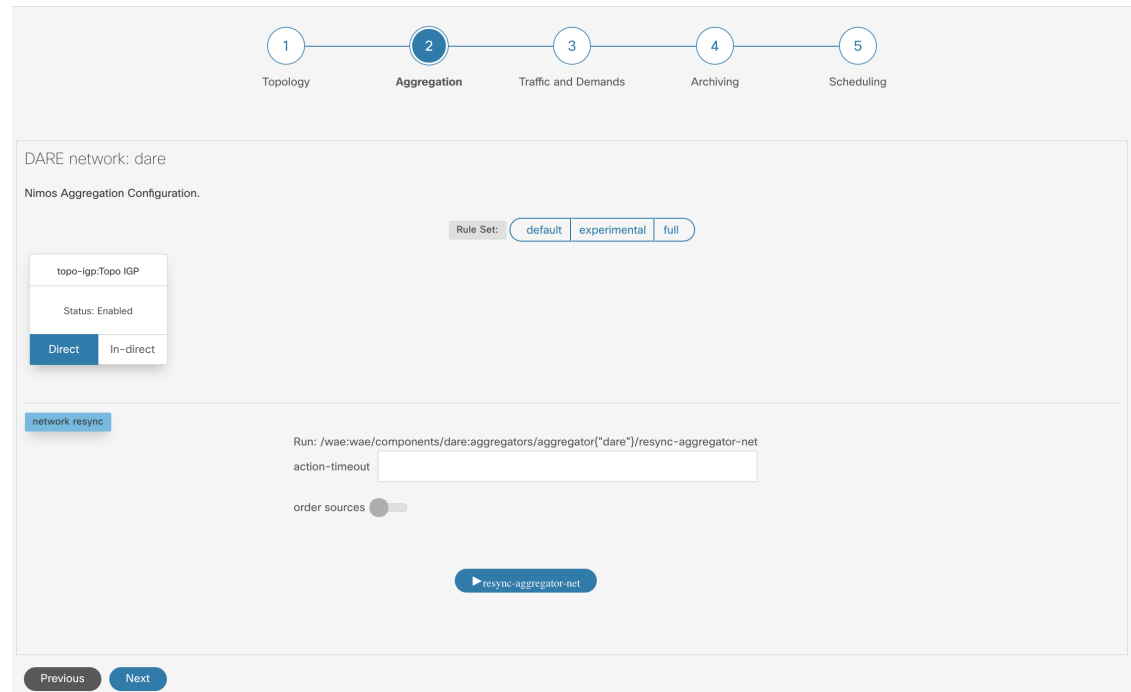 1 2 3 4 5
Topology Aggregation Traffic and Demands Archiving Scheduling
DARE network: dare
Nimos Aggregation Configuration.
Rule Set: default experimental full
topo-igp:Topo IGP
Status: Enabled
Direct In-direct
network resync
Run: /wae:wae/components/dare:aggregators/aggregator{"dare"}/resync-aggregator-net
action-timeout
order sources
resync-aggregator-net
Previous Next